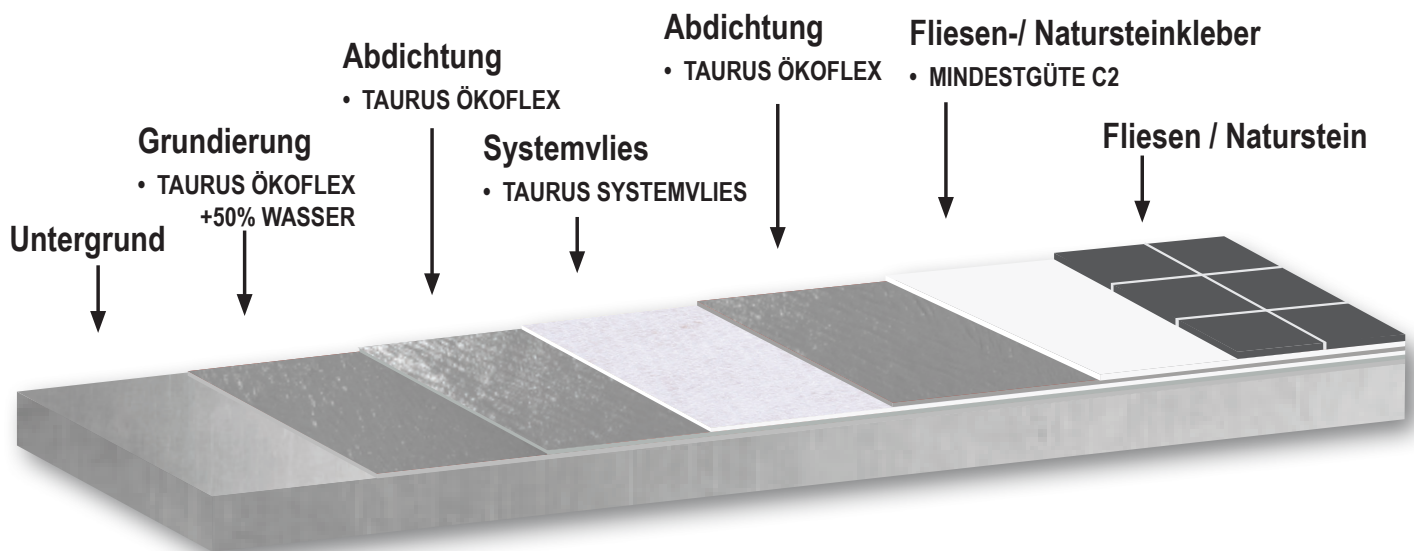 Untergrund
Grundierung
• TAURUS ÖKOFLEX
+50% WASSER
Abdichtung
• TAURUS ÖKOFLEX
Systemvlies
• TAURUS SYSTEMVLIES
Abdichtung
• TAURUS ÖKOFLEX
Fliesen-/ Natursteinkleber
• MINDESTGÜTE C2
Fliesen / Naturstein